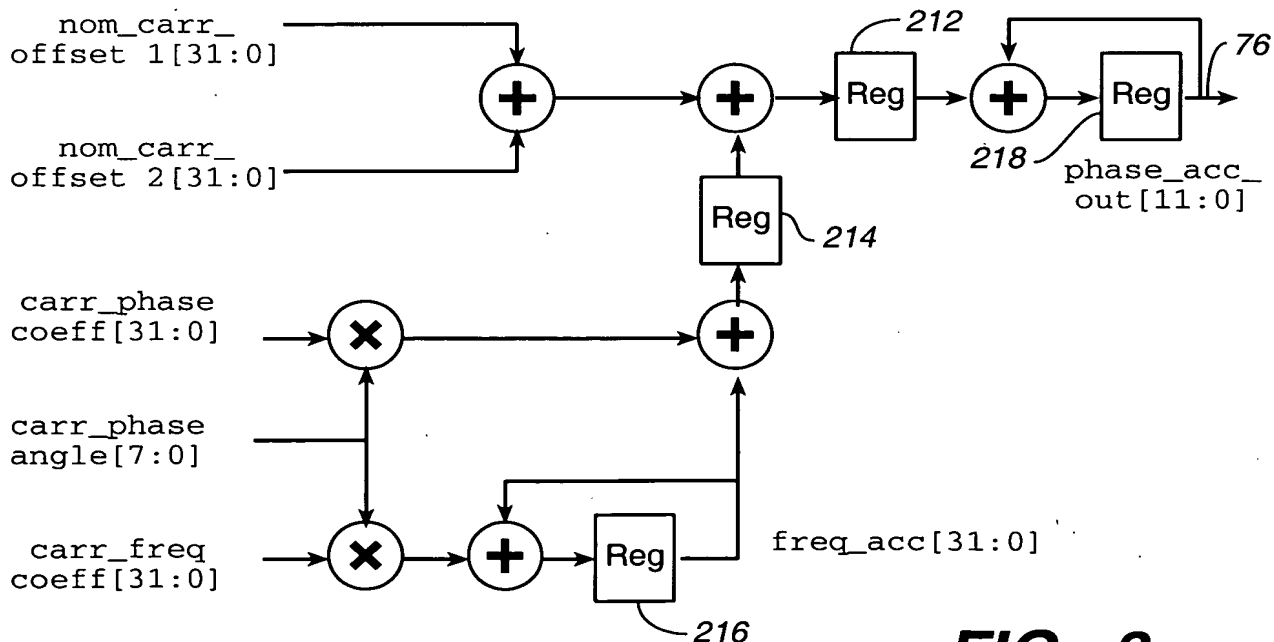 nom_carr_
offset 1[31:0]
212
76
Reg
Reg
nom_carr_
offset 2[31:0]
218
phase_acc_
out[11:0]
Reg
214
carr_phase
coeff[31:0]
carr_phase
angle[7:0]
carr_freq
coeff[31:0]
Reg
freq_acc[31:0]
216